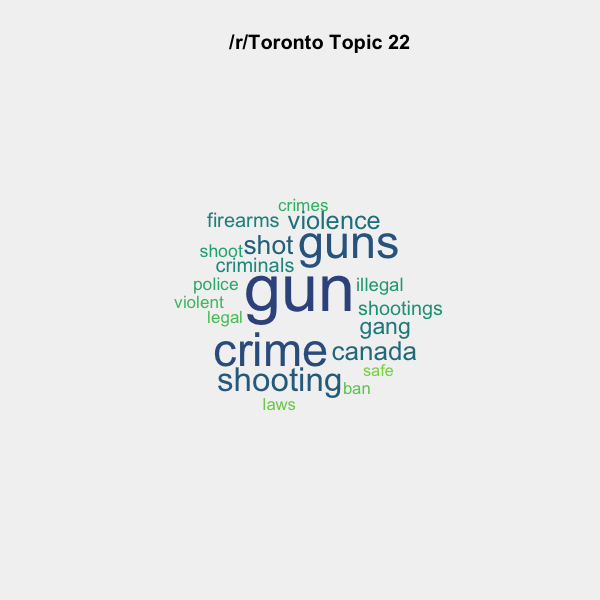 /r/Toronto Topic 22
crimes
firearms violence
shot guns
shoot
criminals
police gun illegal
violent
legal shootings
gang
crime canada
shooting safe
ban
laws